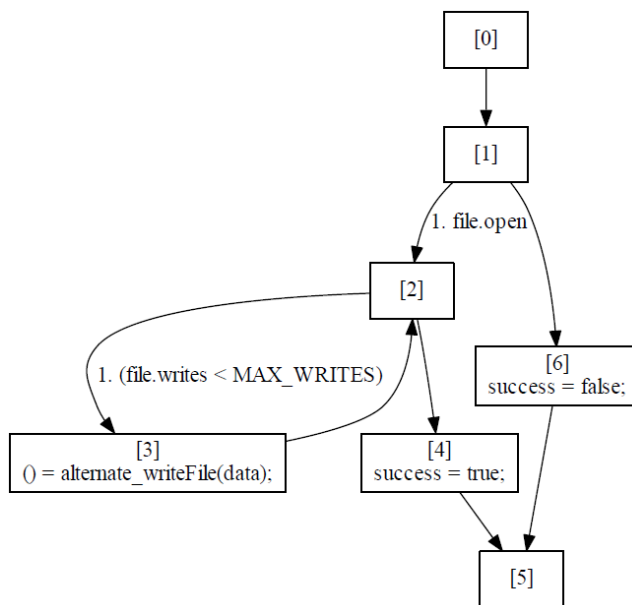 [0]
[1]
1. file.open
[2]
1. (file.writes < MAX_WRITES)
[6]
success = false;
[3]
() = alternate_writeFile(data);
[4]
success = true;
[5]